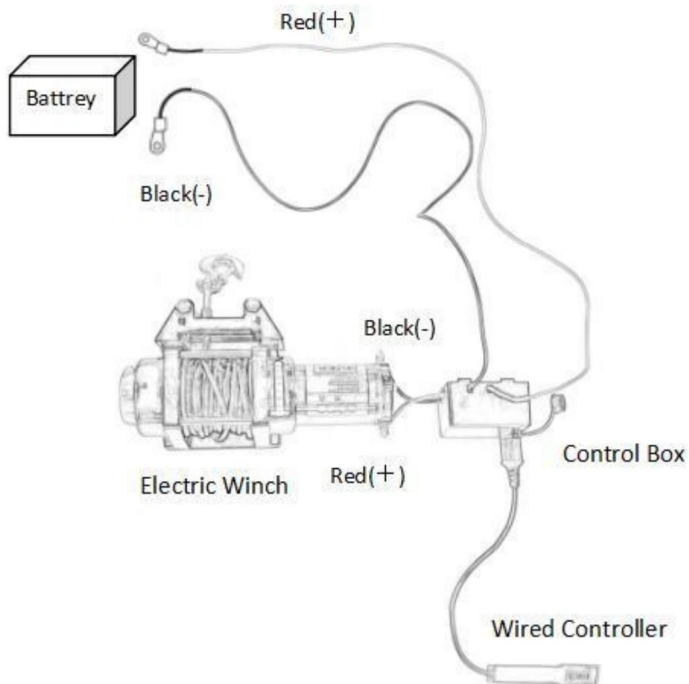 Red(+)
Battrey
Black(-)
Black(-)
Control Box
Electric Winch
Red(+)
Wired Controller